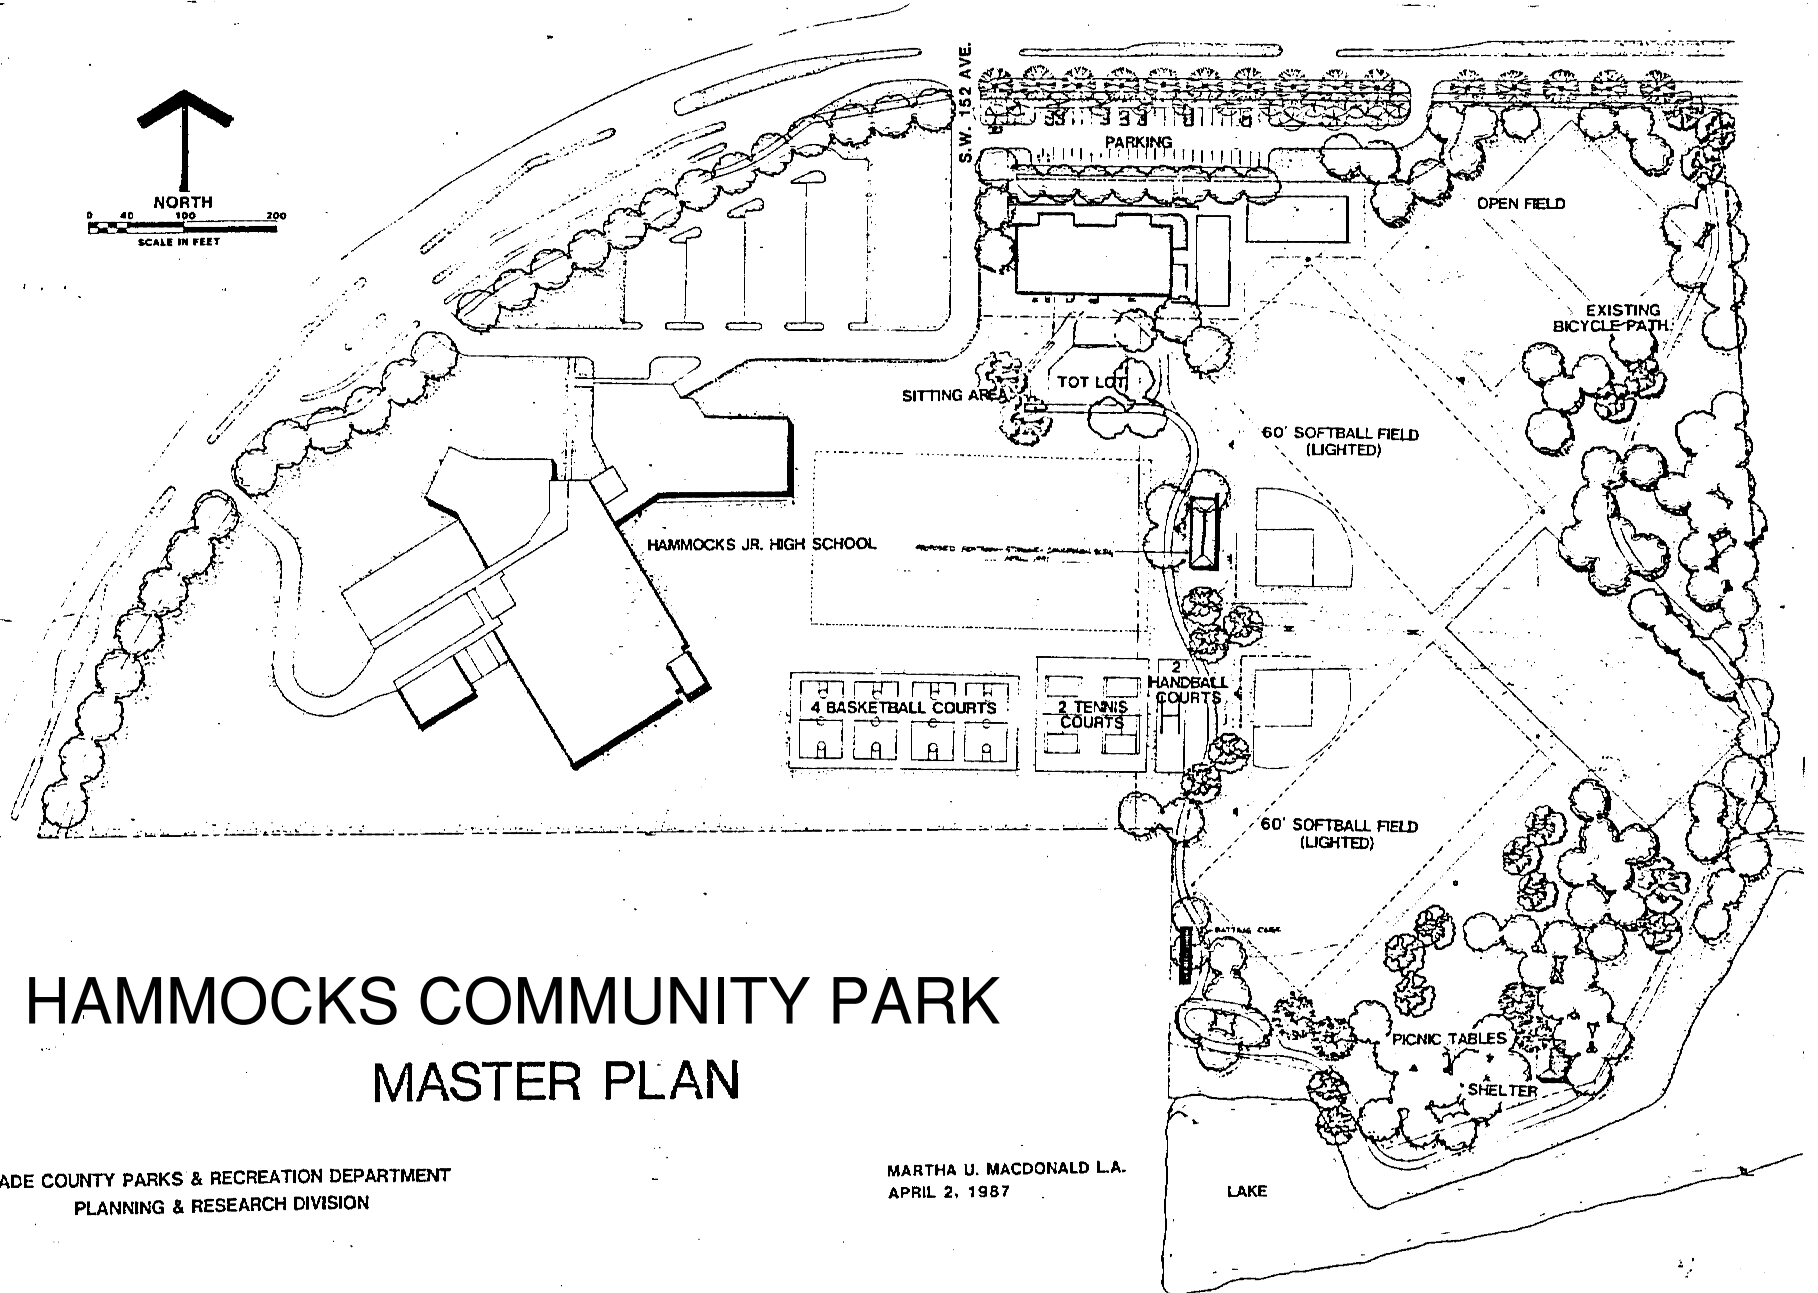 S.W. 152 AVE.
PARKING
NORTH
0 40 100 200
SCALE IN FEET
OPEN FIELD
EXISTING
BICYCLE PATH
TOT LOT
SITTING AREA
60' SOFTBALL FIELD
(LIGHTED)
HAMMOCKS JR. HIGH SCHOOL
2
HANDBALL
COURTS
4 BASKETBALL COURTS
2 TENNIS
COURTS
60' SOFTBALL FIELD
(LIGHTED)
BATTING CAGE
HAMMOCKS COMMUNITY PARK
MASTER PLAN
PICNIC TABLES
SHELTER
ADE COUNTY PARKS & RECREATION DEPARTMENT
PLANNING & RESEARCH DIVISION
MARTHA U. MACDONALD L.A.
APRIL 2, 1987
LAKE